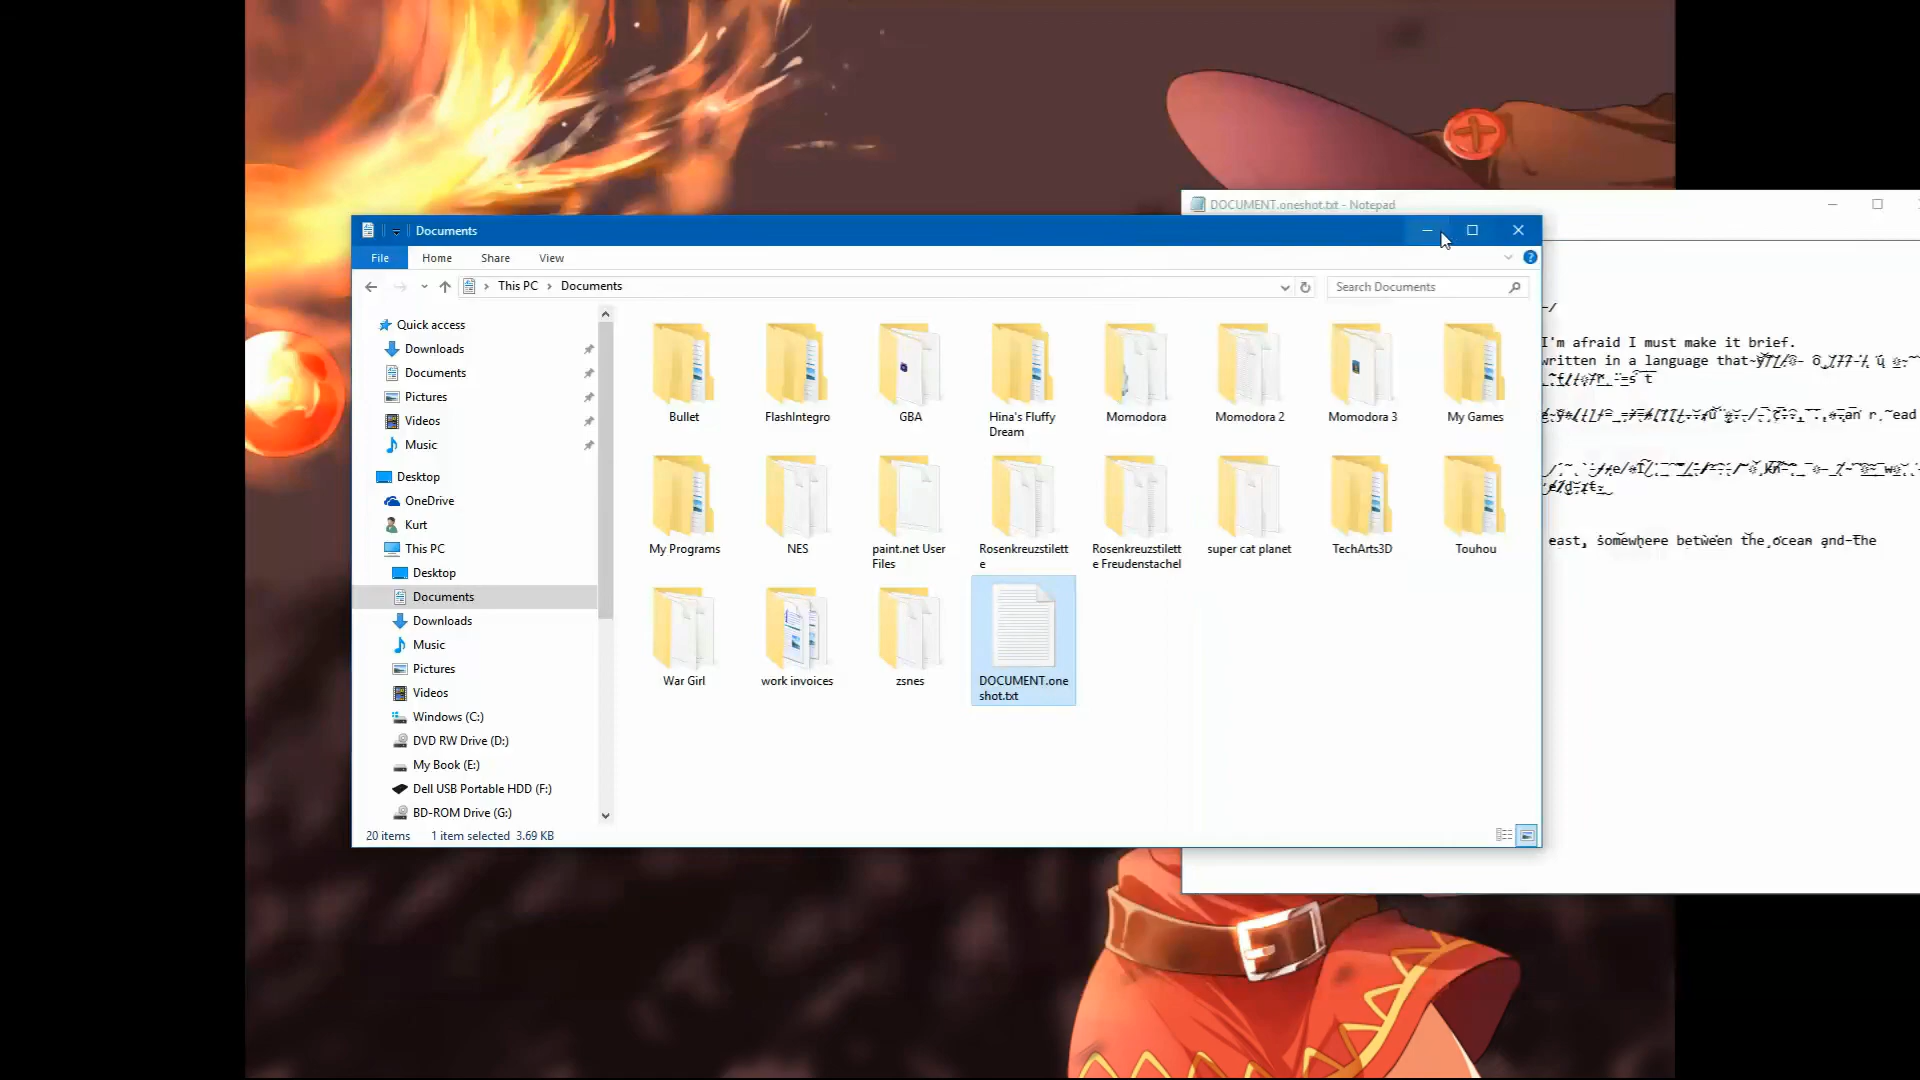 DOCUMENT.oneshot.txt - Notepad
Documents
File
Home
Share
View
This PC
Documents
Search Documents
Quick access
Downloads
Documents
Pictures
Videos
Music
Desktop
OneDrive
Kurt
This PC
Desktop
Documents
Downloads
Music
Pictures
Videos
Windows (C:)
DVD RW Drive (D:)
My Book (E:)
Dell USB Portable HDD (F:)
BD-ROM Drive (G:)
Bullet
FlashIntegro
GBA
Hina's Fluffy
Dream
Momodora
Momodora 2
Momodora 3
My Games
My Programs
NES
paint.net User
Files
Rosenkreuzstilett
e
Rosenkreuzstilett
e Freudenstachel
super cat planet
TechArts3D
Touhou
War Girl
work invoices
zsnes
DOCUMENT.one
shot.txt
20 items
1 item selected 3.69 KB
I'm afraid I must make it brief.
written in a language that
east, somewhere between the ocean and the